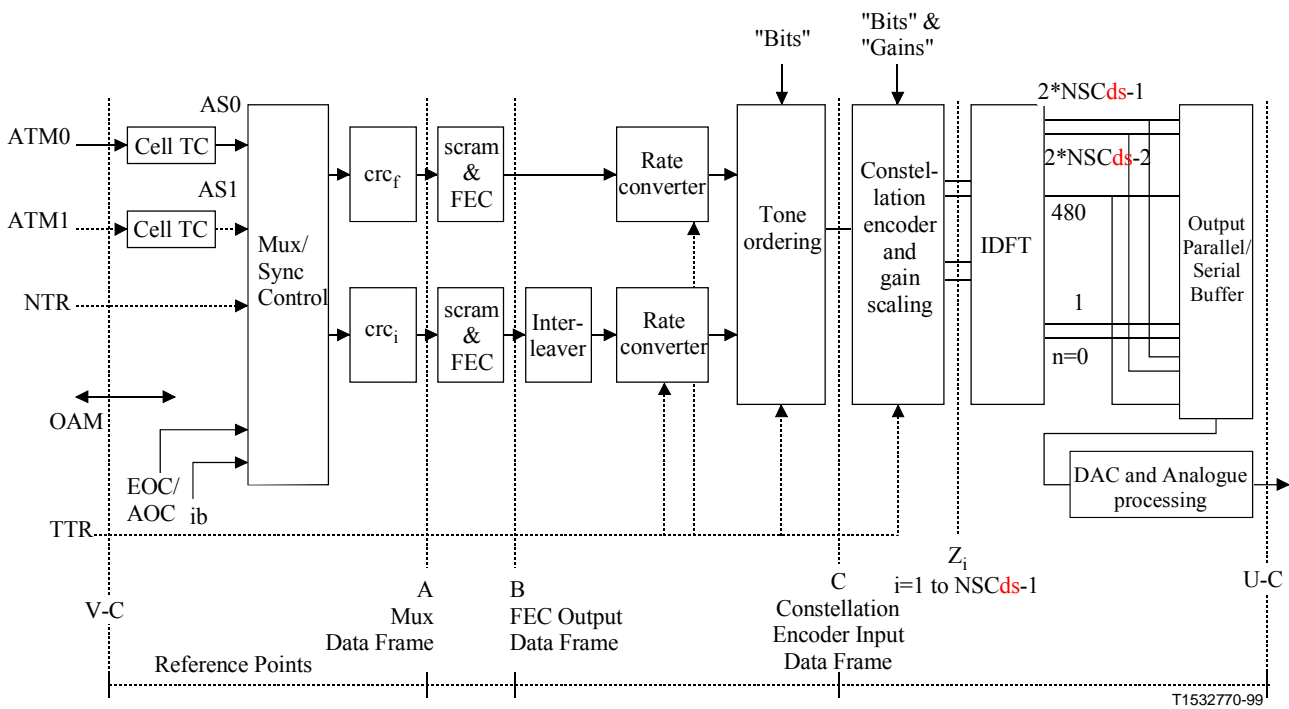 "Bits"
"Bits" &
"Gains"
2*NSCds-1
AS0
ATM0
Cell TC
scram
&
FEC
Rate
converter
crcf
2*NSCds-2
AS1
Constel-
lation
encoder
and
gain
scaling
ATM1
Cell TC
480
Tone
ordering
IDFT
Output
Parallel/
Serial
Buffer
Mux/
Sync
Control
NTR
crci
scram
&
FEC
Inter-
leaver
Rate
converter
1
n=0
OAM
EOC/
AOC
ib
DAC and Analogue
processing
TTR
Zi
i=1 to NSCds-1
U-C
V-C
A
Mux
Data Frame
B
FEC Output
Data Frame
C
Constellation
Encoder Input
Data Frame
Reference Points
T1532770-99